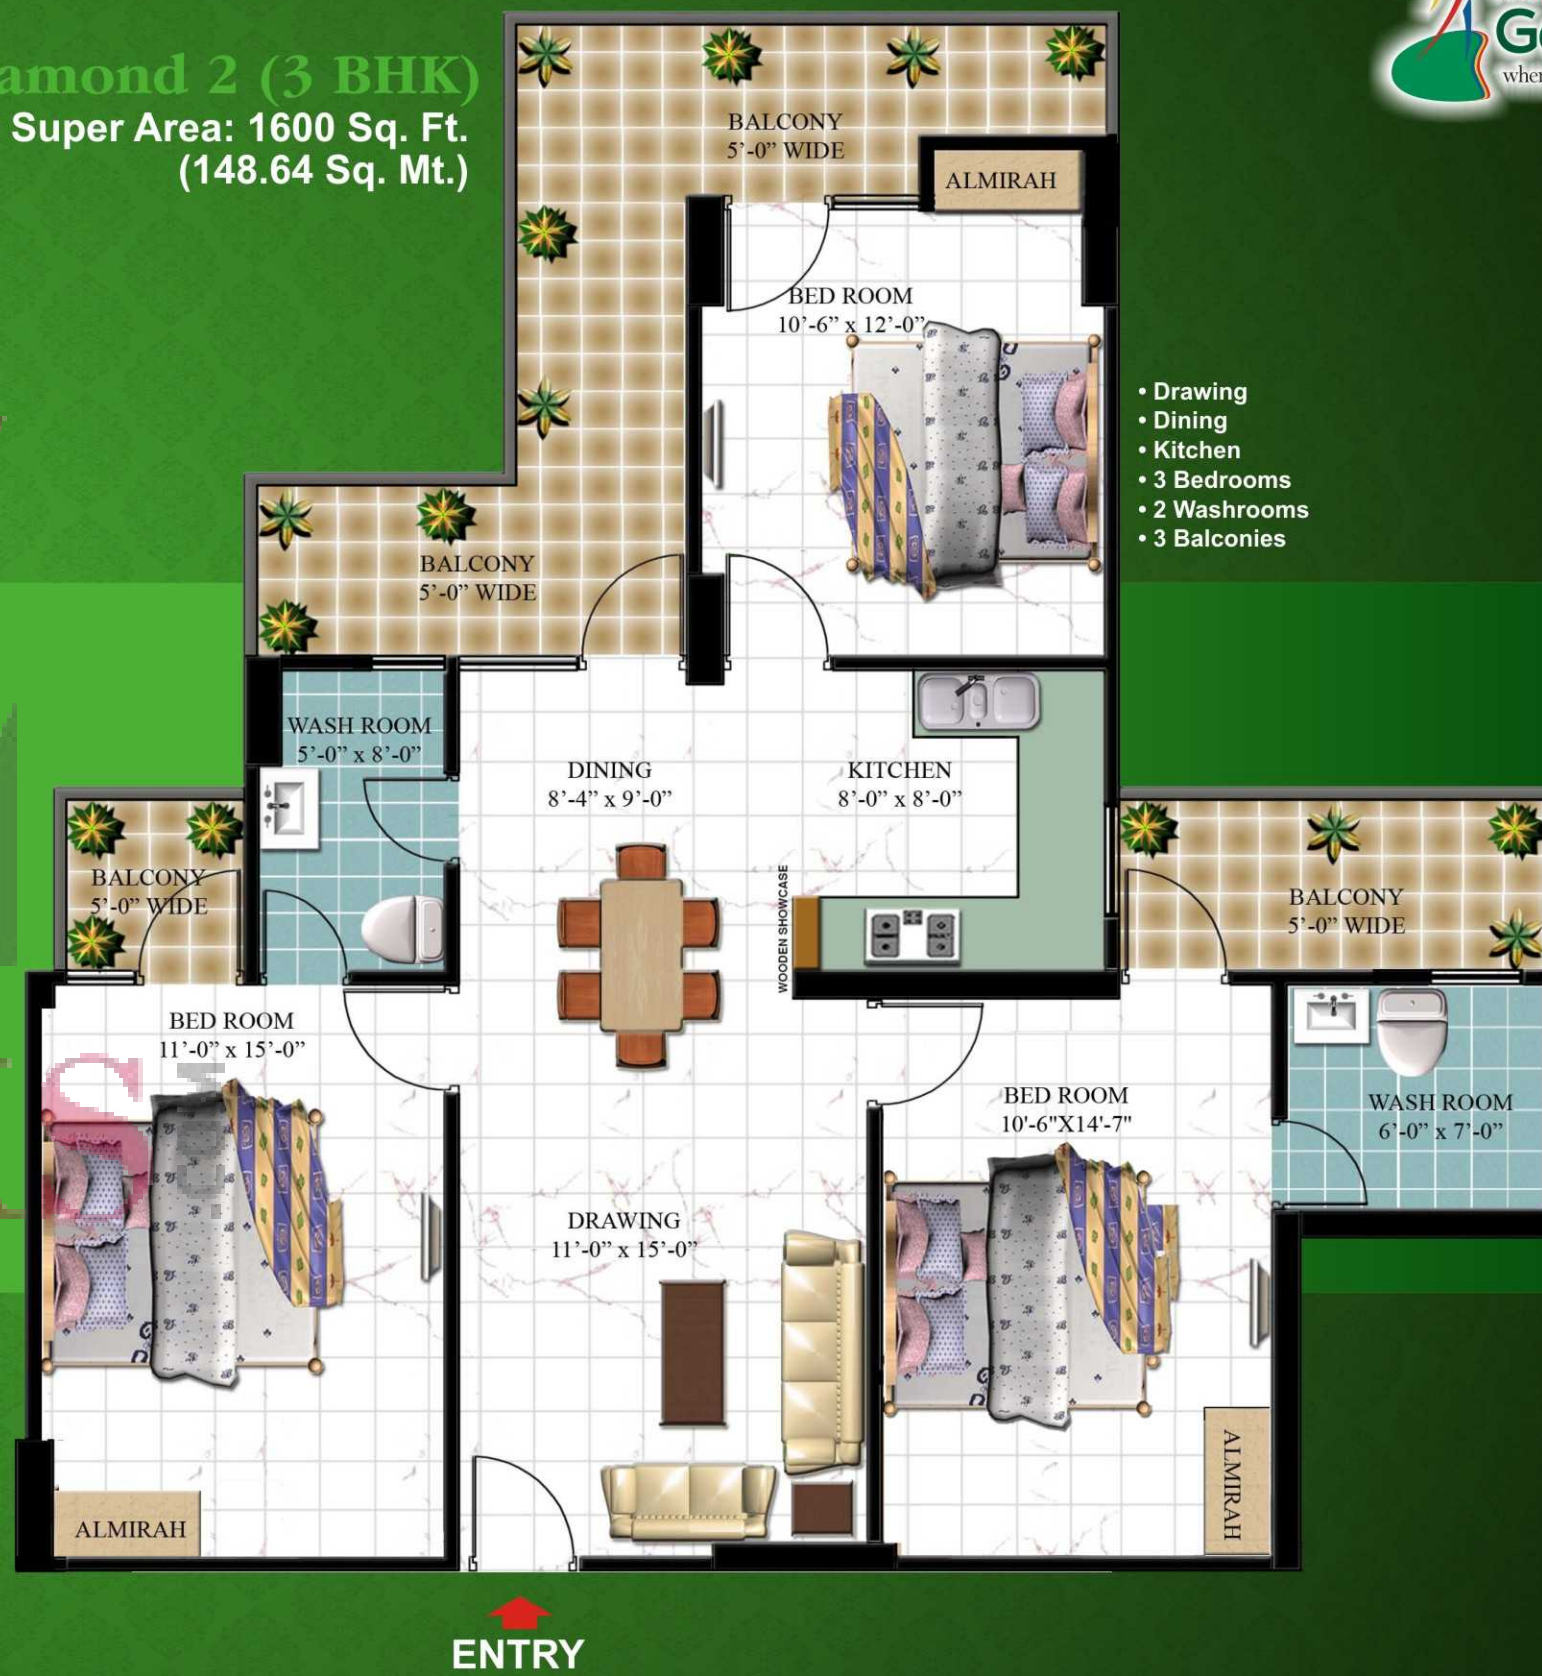 amond 2 (3 BHK)
Super Area: 1600 Sq. Ft.
(148.64 Sq. Mt.)
G
whe
BALCONY
5’-0” WIDE
ALMIRAH
BED ROOM
10’-6” x 12’-0”
• Drawing
• Dining
• Kitchen
• 3 Bedrooms
• 2 Washrooms
• 3 Balconies
BALCONY
5’-0” WIDE
WASH ROOM
5’-0” x 8’-0”
DINING
8’-4” x 9’-0”
KITCHEN
8’-0” x 8’-0”
WOODEN SHOWCASE
BALCONY
5’-0” WIDE
BALCONY
5’-0” WIDE
BED ROOM
11’-0” x 15’-0”
BED ROOM
10'-6"X14'-7"
WASH ROOM
6’-0” x 7’-0”
DRAWING
11’-0” x 15’-0”
ALMIRAH
ALMIRAH
ENTRY